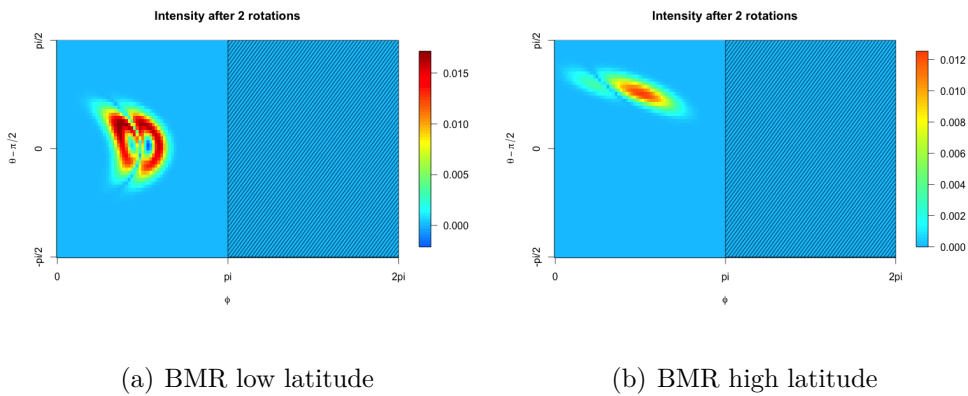 Intensity after 2 rotations
pi/2
0
-pi/2
θ − π/2
0
pi
2pi
ϕ
0.015
0.010
0.005
0.000
(a) BMR low latitude
Intensity after 2 rotations
pi/2
0
-pi/2
θ − π/2
0
pi
2pi
ϕ
0.012
0.010
0.008
0.006
0.004
0.002
0.000
(b) BMR high latitude